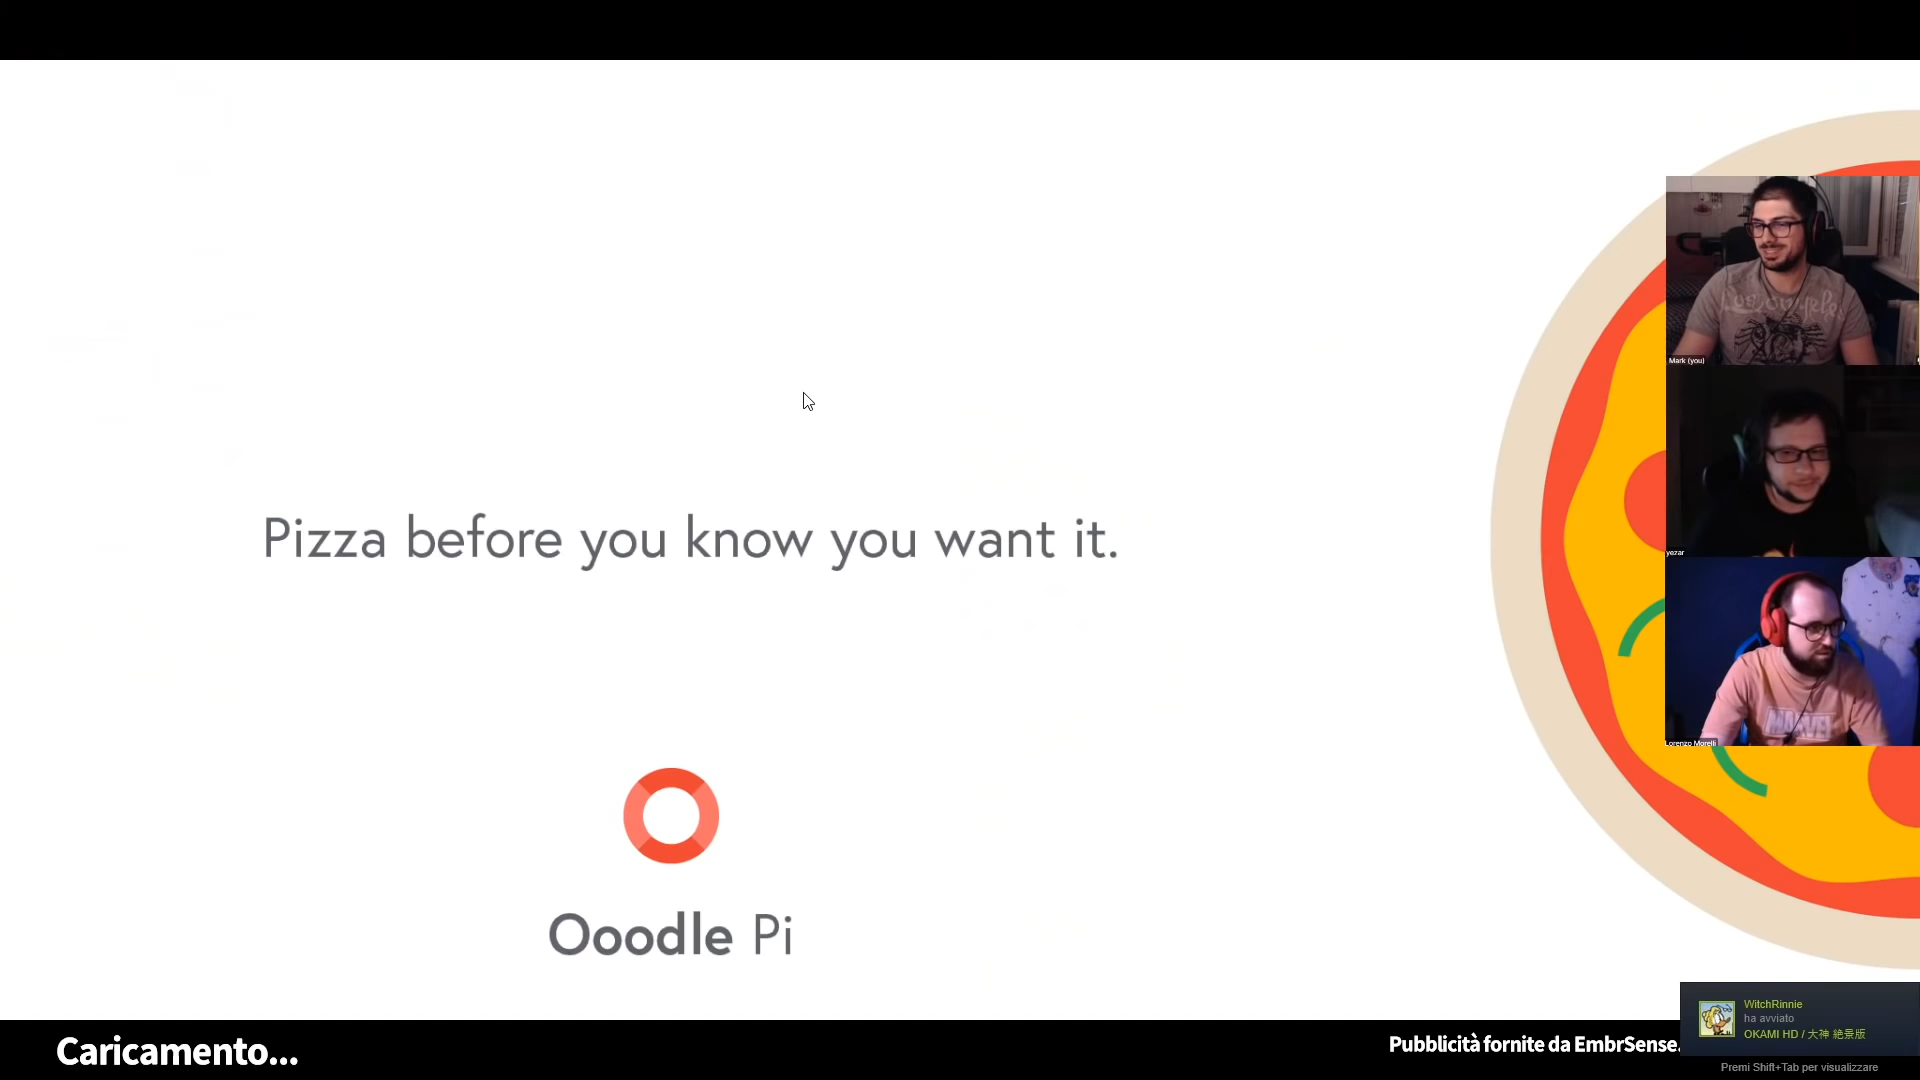 Mark (you)
yezar
Pizza before you know you want it.
MARVEL
Lorenzo Morelli
Ooodle Pi
WitchRinnie
ha avviato
OKAMI HD / 大神 絶景版
Caricamento...
Pubblicità fornite da EmbrSense.
Premi Shift+Tab per visualizzare